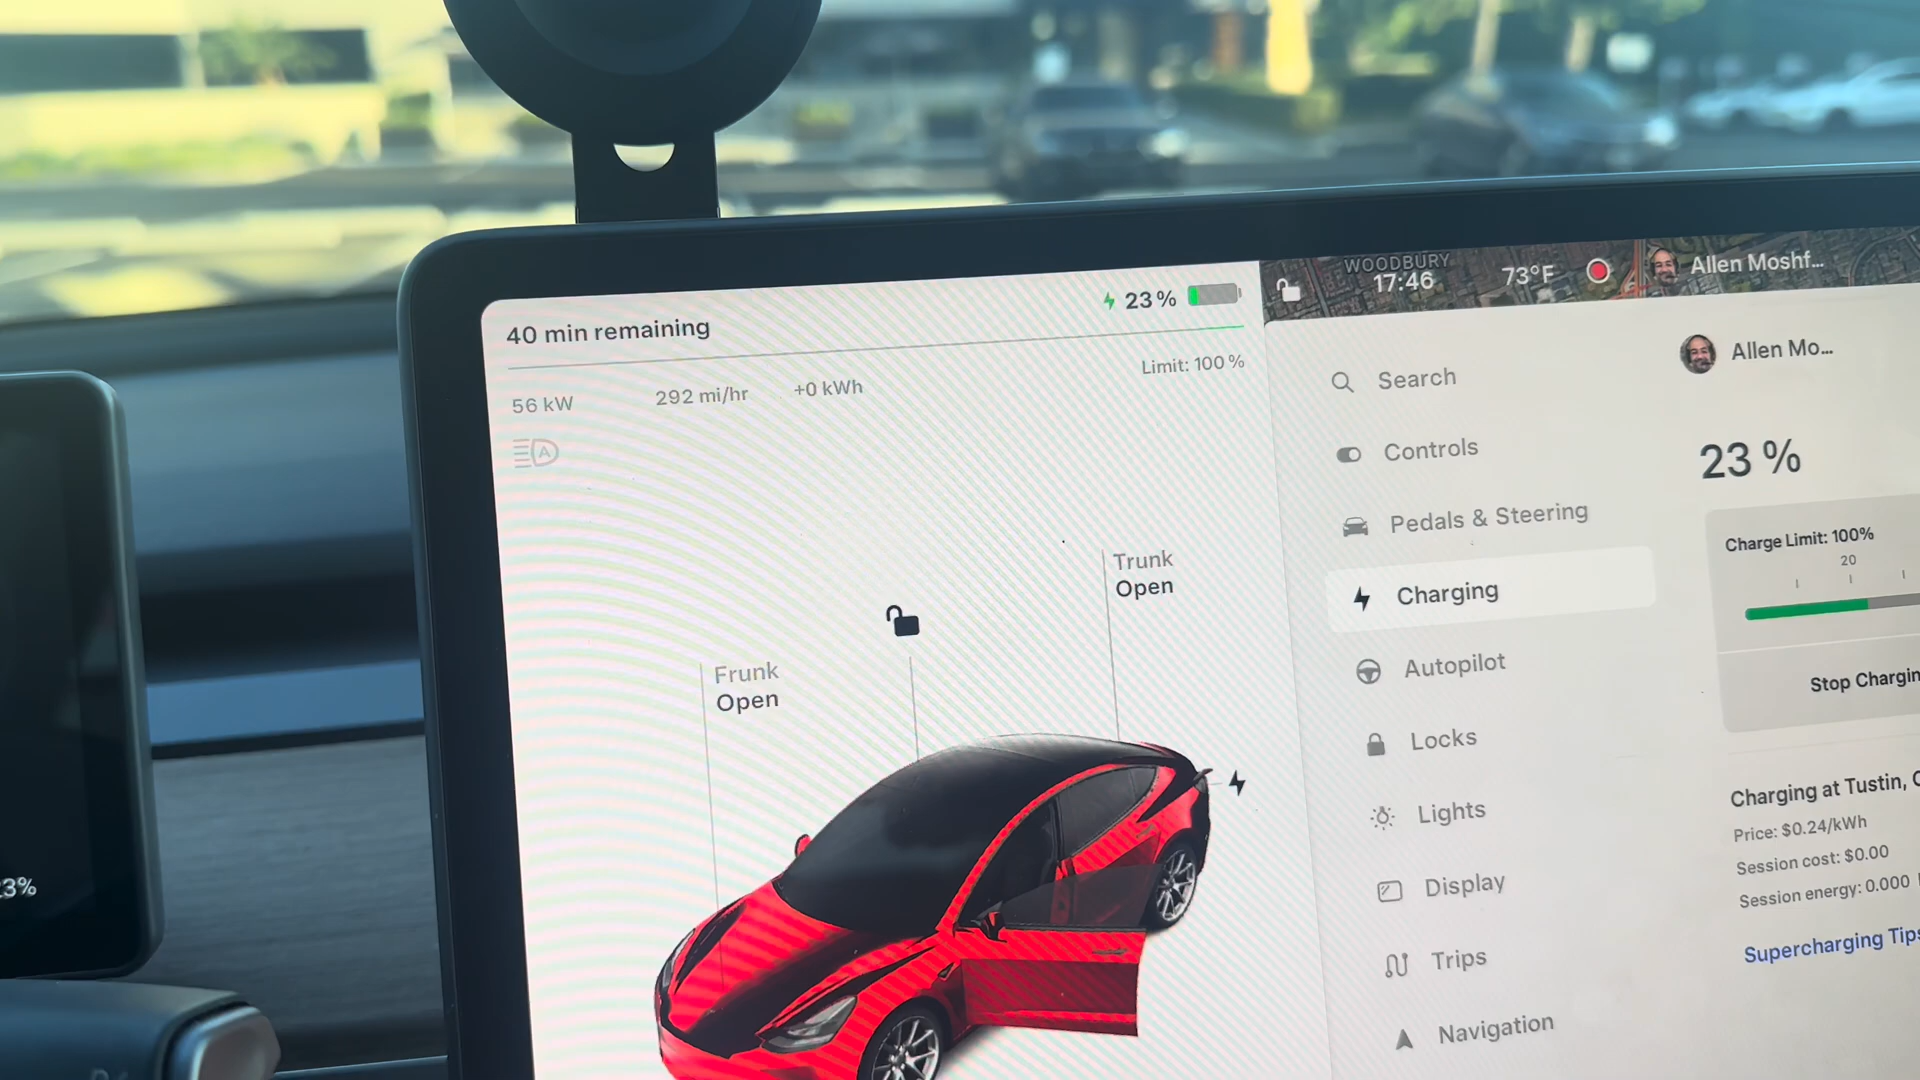 40 min remaining
23%
56 kW
292 mi/hr
+0 kWh
Limit: 100%
Trunk
Open
Frunk
Open
WOODBURY
17:46
73°F
Allen Moshf...
Search
Controls
Pedals & Steering
Charging
Autopilot
Locks
Lights
Display
Trips
Navigation
Allen Mo...
23 %
Charge Limit: 100%
20
Stop Chargin
Charging at Tustin, C
Price: $0.24/kWh
Session cost: $0.00
Session energy: 0.000
Supercharging Tips
3%